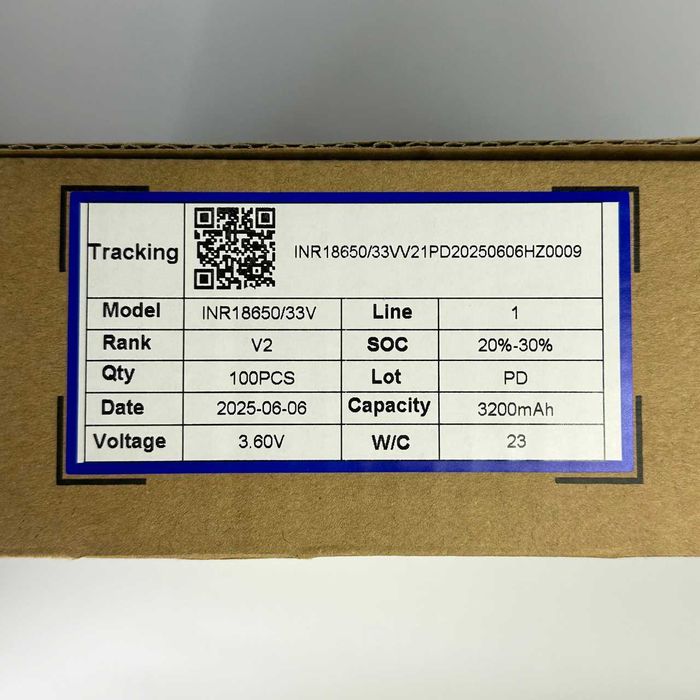 Tracking INR18650/33VV21PD20250606HZ0009
Model INR18650/33V Line 1
Rank V2 SOC 20%-30%
Qty 100PCS Lot PD
Date 2025-06-06 Capacity 3200mAh
Voltage 3.60V W/C 23